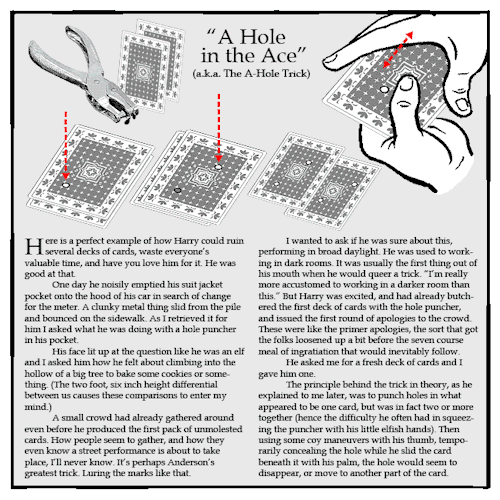 “A Hole
in the Ace”
(a.k.a. The A-Hole Trick)
Here is a perfect example of how Harry could ruin
several decks of cards, waste everyone's
valuable time, and have you love him for it. He was
good at that.
One day he noisily emptied his suit jacket
pocket onto the hood of his car in search of change
for the meter. A clunky metal thing slid from the pile
and bounced on the sidewalk. As I retrieved it for
him I asked what he was doing with a hole puncher
in his pocket.
His face lit up at the question like he was an elf
and I asked him how he felt about climbing into the
hollow of a big tree to bake some cookies or some-
thing. (The two foot, six inch height differential
between us causes these comparisons to enter my
mind.)
A small crowd had already gathered around
even before he produced the first pack of unmolested
cards. How people seem to gather, and how they
even know a street performance is about to take
place, I'll never know. It's perhaps Anderson's
greatest trick. Luring the marks like that.
I wanted to ask if he was sure about this,
performing in broad daylight. He was used to work-
ing in dark rooms. It was usually the first thing out of
his mouth when he would queer a trick. “I'm really
more accustomed to working in a darker room than
this.” But Harry was excited, and had already butch-
ered the first deck of cards with the hole puncher,
and issued the first round of apologies to the crowd.
These were like the primer apologies, the sort that got
the folks loosened up a bit before the seven course
meal of ingratiation that would inevitably follow.
He asked me for a fresh deck of cards and I
gave him one.
The principle behind the trick in theory, as he
explained to me later, was to punch holes in what
appeared to be one card, but was in fact two or more
together (hence the difficulty he often had in squeez-
ing the puncher with his little elfish hands). Then
using some coy maneuvers with his thumb, tempo-
rarily concealing the hole while he slid the card
beneath it with his palm, the hole would seem to
disappear, or move to another part of the card.